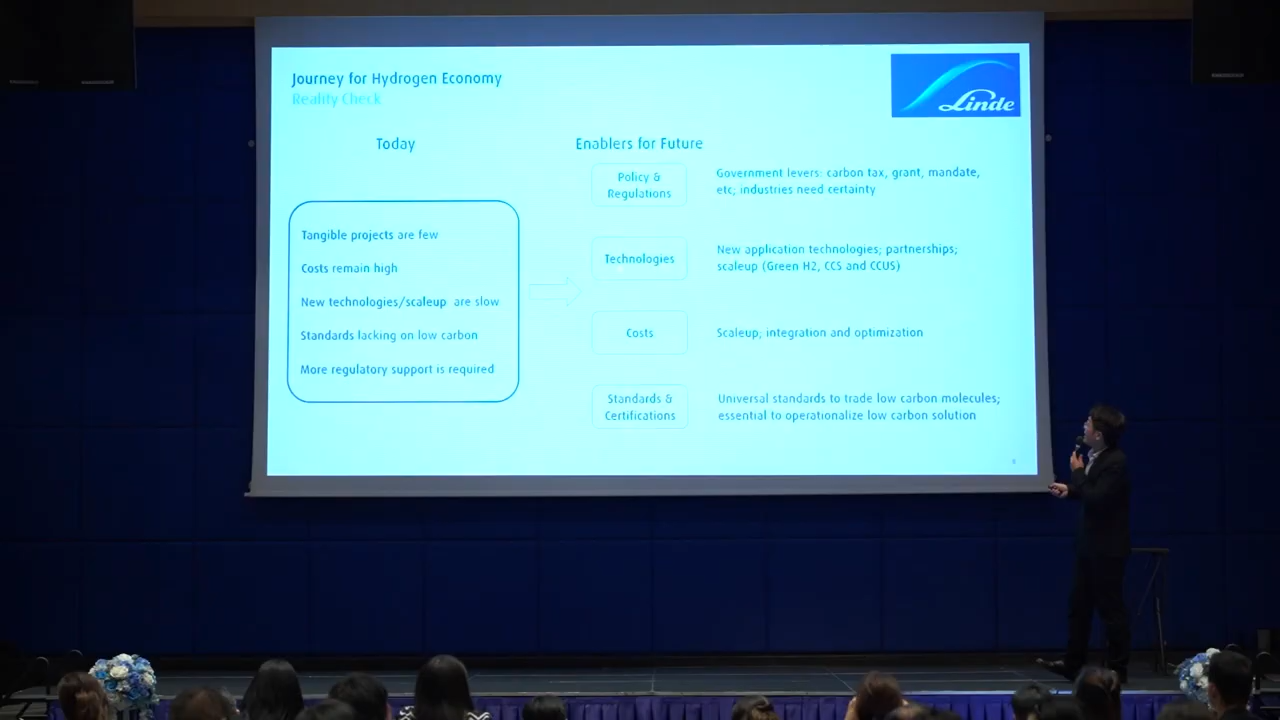 Journey for Hydrogen Economy
Reality Check
Linde
Today
Tangible projects are few
Costs remain high
New technologies/scaleup are slow
Standards lacking on low carbon
More regulatory support is required
Enablers for Future
Policy &
Regulations
Government levers: carbon tax, grant, mandate,
etc; industries need certainty
Technologies
New application technologies; partnerships;
scaleup (Green H2, CCS and CCUS)
Costs
Scaleup; integration and optimization
Standards &
Certifications
Universal standards to trade low carbon molecules;
essential to operationalize low carbon solution